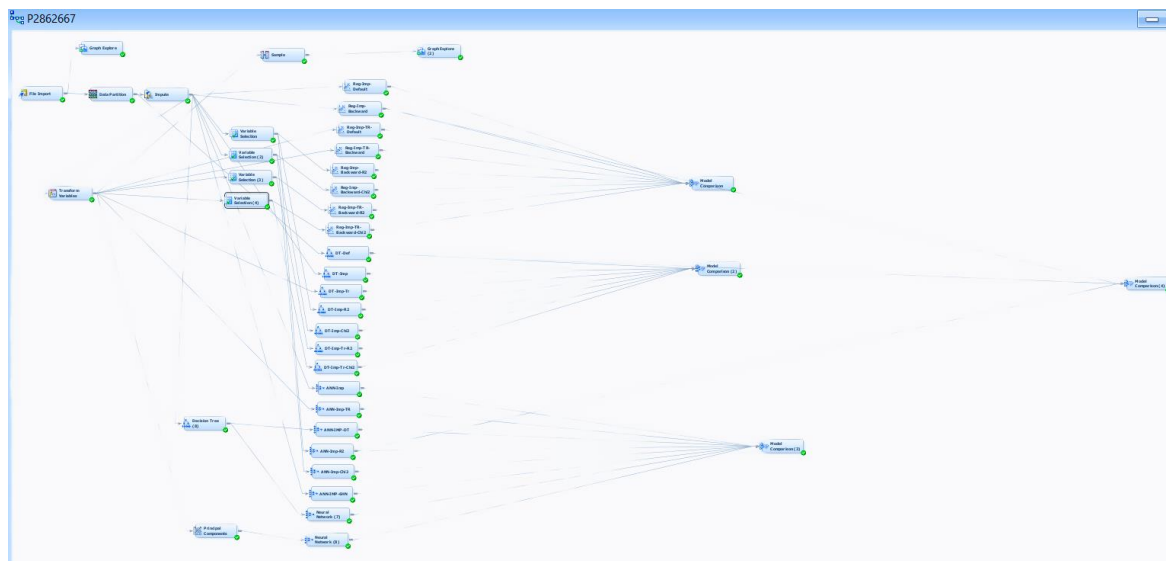 P2862667
Graph Explore
Sample
Graph Explore
(2)
File Import
Data Partition
Impute
Reg-Imp-
Default
Reg-Imp-
Backward
Reg-Imp-TR-
Default
Reg-Imp-TR-
Backward
Reg-Imp-
Backward-R2
Reg-Imp-
Backward-Chi2
Reg-Imp-TR-
Backward-R2
Reg-Imp-TR-
Backward-Chi2
Variable
Selection
Variable
Variable
Variable
Selection (4)
Transform
Variables
Model
Comparison
DT-Def
DT-Imp
DT-Imp-Tr
DT-Imp-R2
DT-Imp-Chi2
DT-Imp-Tr-R2
DT-Imp-Tr-Chi2
Model
Comparison (2)
Model
Comparison (4)
ANN-Imp
ANN-Imp-TR
Decision Tree
(8)
ANN-IMP-DT
ANN-Imp-R2
ANN-Imp-Chi2
Neural
Network (7)
Model
Comparison (3)
Principal
Components
Neural
Network (8)